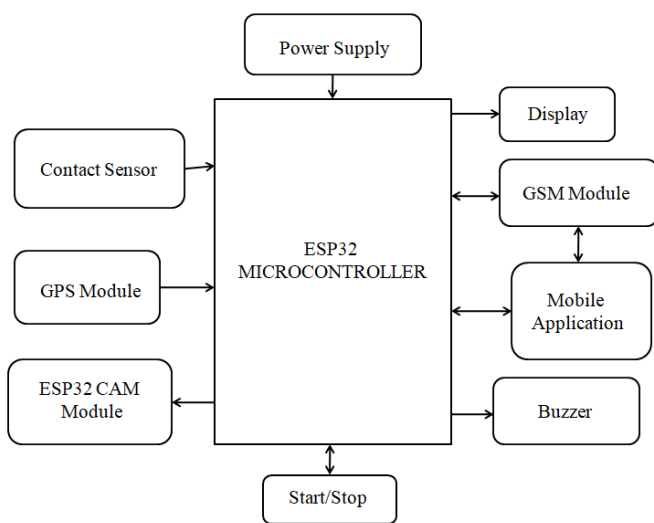 Power Supply
Display
Contact Sensor
GSM Module
ESP32
MICROCONTROLLER
GPS Module
Mobile
Application
ESP32 CAM
Module
Buzzer
Start/Stop